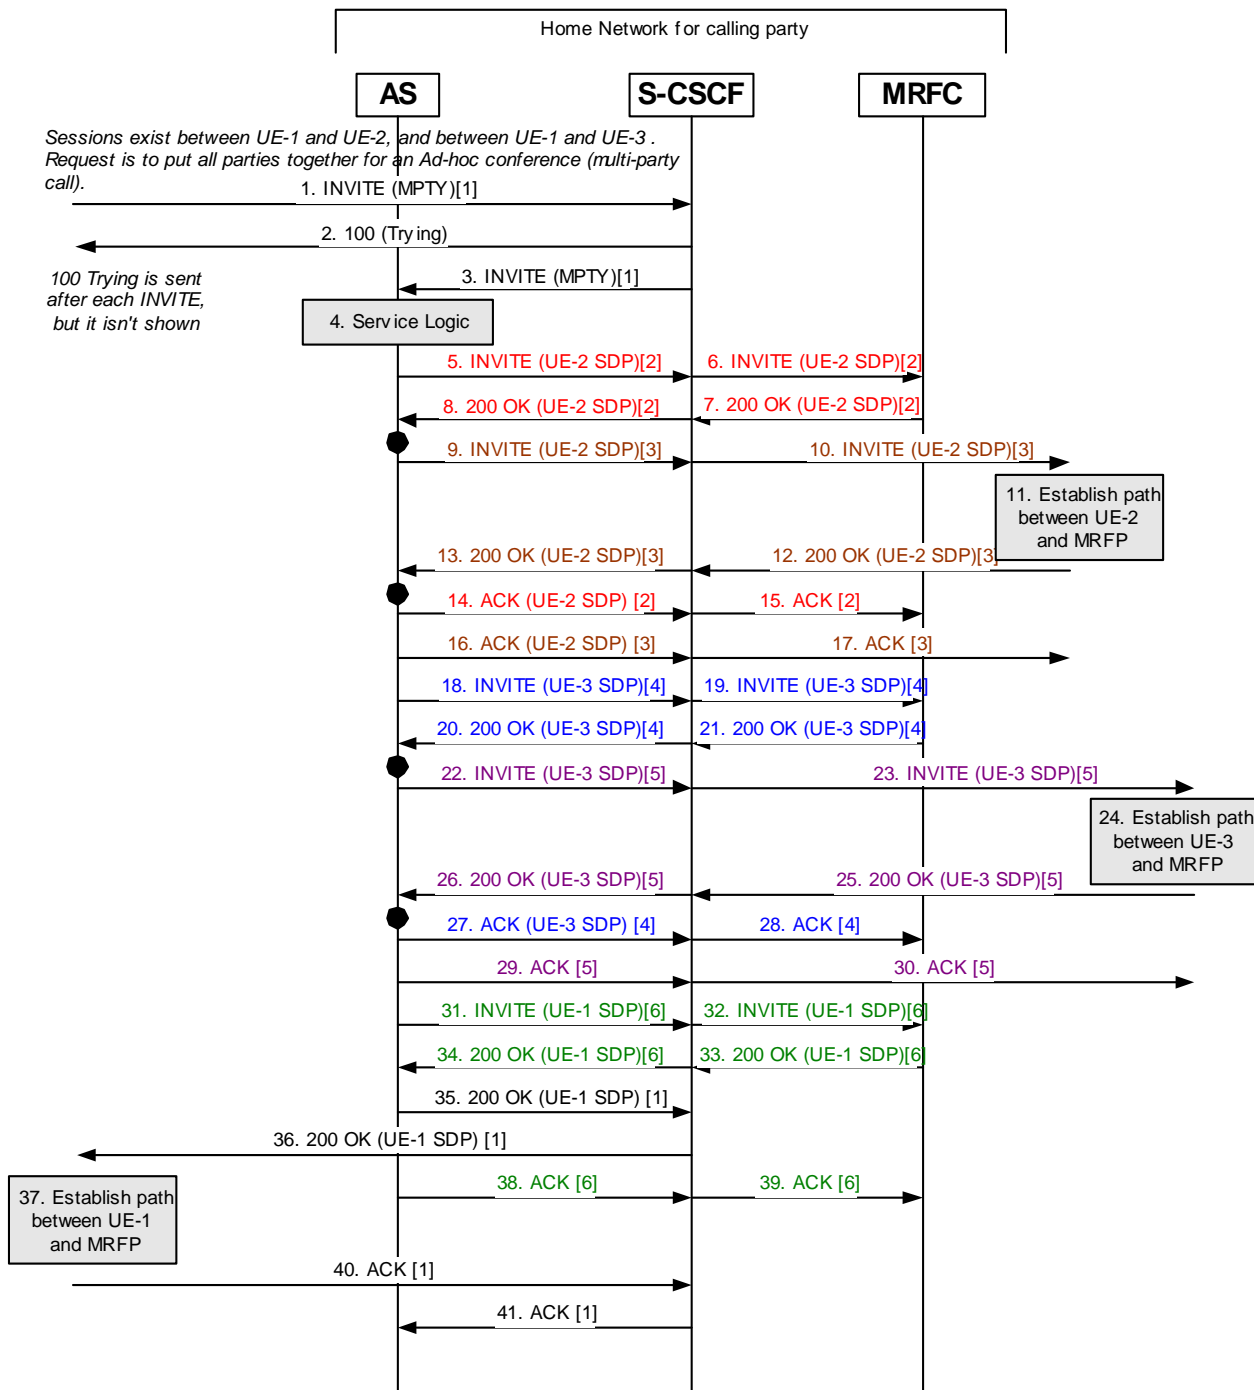 Home Network for calling party
AS
S-CSCF
MRFC
Sessions exist between UE-1 and UE-2, and between UE-1 and UE-3 .
Request is to put all parties together for an Ad-hoc conference (multi-party
call).
1. INVITE (MPTY)[1]
2. 100 (Trying)
100 Trying is sent
after each INVITE,
but it isn't shown
3. INVITE (MPTY)[1]
4. Service Logic
5. INVITE (UE-2 SDP)[2]
6. INVITE (UE-2 SDP)[2]
8. 200 OK (UE-2 SDP)[2]
7. 200 OK (UE-2 SDP)[2]
9. INVITE (UE-2 SDP)[3]
10. INVITE (UE-2 SDP)[3]
11. Establish path
between UE-2
and MRFP
13. 200 OK (UE-2 SDP)[3]
12. 200 OK (UE-2 SDP)[3]
14. ACK (UE-2 SDP) [2]
15. ACK [2]
16. ACK (UE-2 SDP) [3]
17. ACK [3]
18. INVITE (UE-3 SDP)[4]
19. INVITE (UE-3 SDP)[4]
20. 200 OK (UE-3 SDP)[4]
21. 200 OK (UE-3 SDP)[4]
22. INVITE (UE-3 SDP)[5]
23. INVITE (UE-3 SDP)[5]
24. Establish path
between UE-3
and MRFP
26. 200 OK (UE-3 SDP)[5]
25. 200 OK (UE-3 SDP)[5]
27. ACK (UE-3 SDP) [4]
28. ACK [4]
29. ACK [5]
30. ACK [5]
31. INVITE (UE-1 SDP)[6]
32. INVITE (UE-1 SDP)[6]
34. 200 OK (UE-1 SDP)[6]
33. 200 OK (UE-1 SDP)[6]
35. 200 OK (UE-1 SDP) [1]
36. 200 OK (UE-1 SDP) [1]
37. Establish path
between UE-1
and MRFP
38. ACK [6]
39. ACK [6]
40. ACK [1]
41. ACK [1]